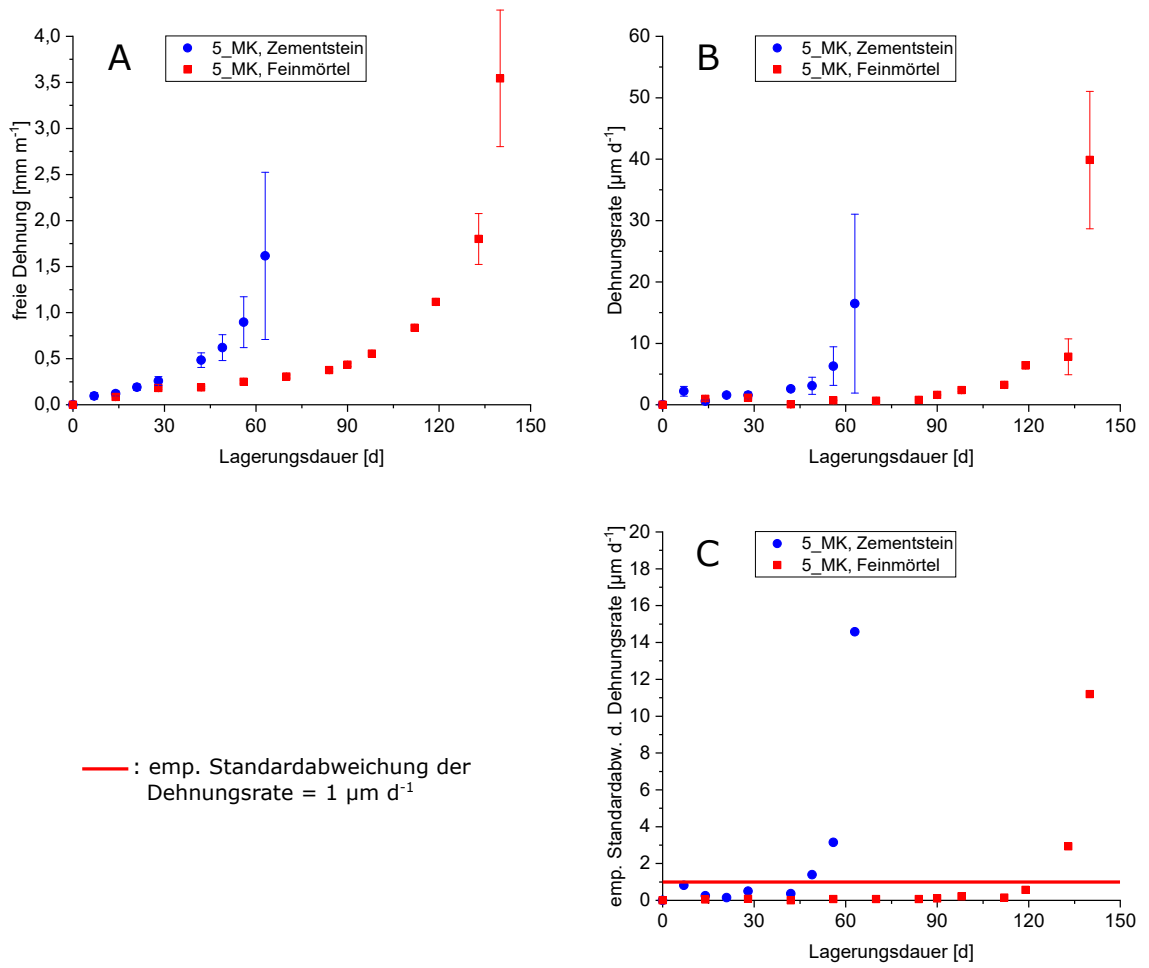 A
5_MK, Zementstein
5_MK, Feinmörtel
freie Dehnung [mm m-1]
4,0
3,5
3,0
2,5
2,0
1,5
1,0
0,5
0,0
0 30 60 90 120 150
Lagerungsdauer [d]
B
5_MK, Zementstein
5_MK, Feinmörtel
Dehnungsrate [µm d-1]
60
50
40
30
20
10
0
0 30 60 90 120 150
Lagerungsdauer [d]
: emp. Standardabweichung der
Dehnungsrate = 1 µm d-1
C
5_MK, Zementstein
5_MK, Feinmörtel
emp. Standardabw. d. Dehnungsrate [µm d-1]
20
18
16
14
12
10
8
6
4
2
0
0 30 60 90 120 150
Lagerungsdauer [d]